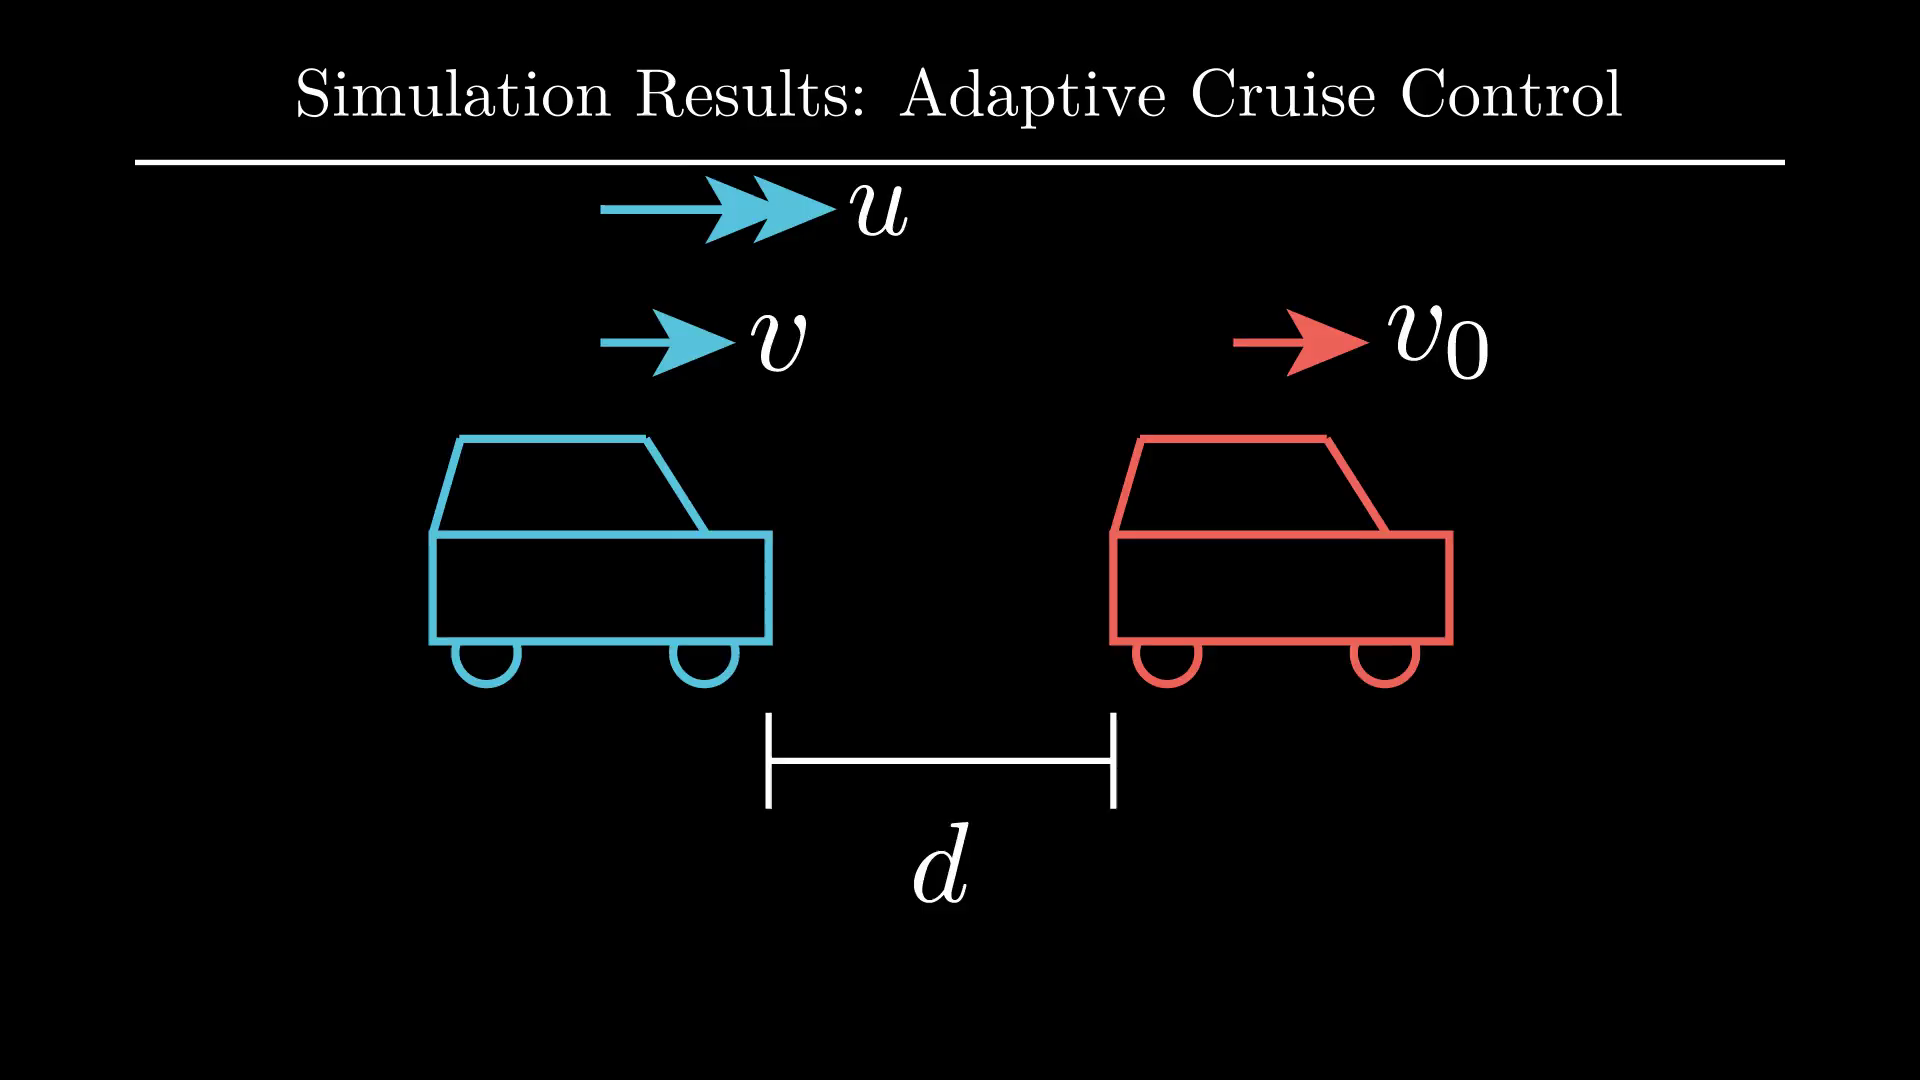 Simulation Results: Adaptive Cruise Control
u
v
v₀
d